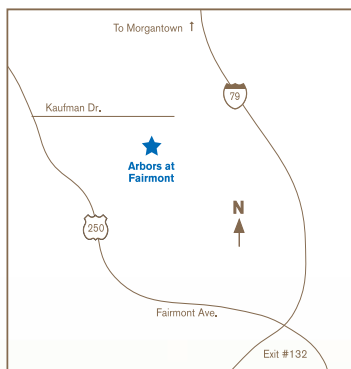 To Morgantown ↑
79
Kaufman Dr.
Arbors at
Fairmont
N
250
Fairmont Ave.
Exit #132